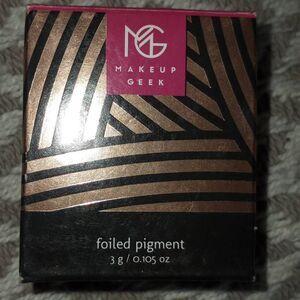 MG
MAKEUP
GEEK
foiled pigment
3 g / 0.105 oz